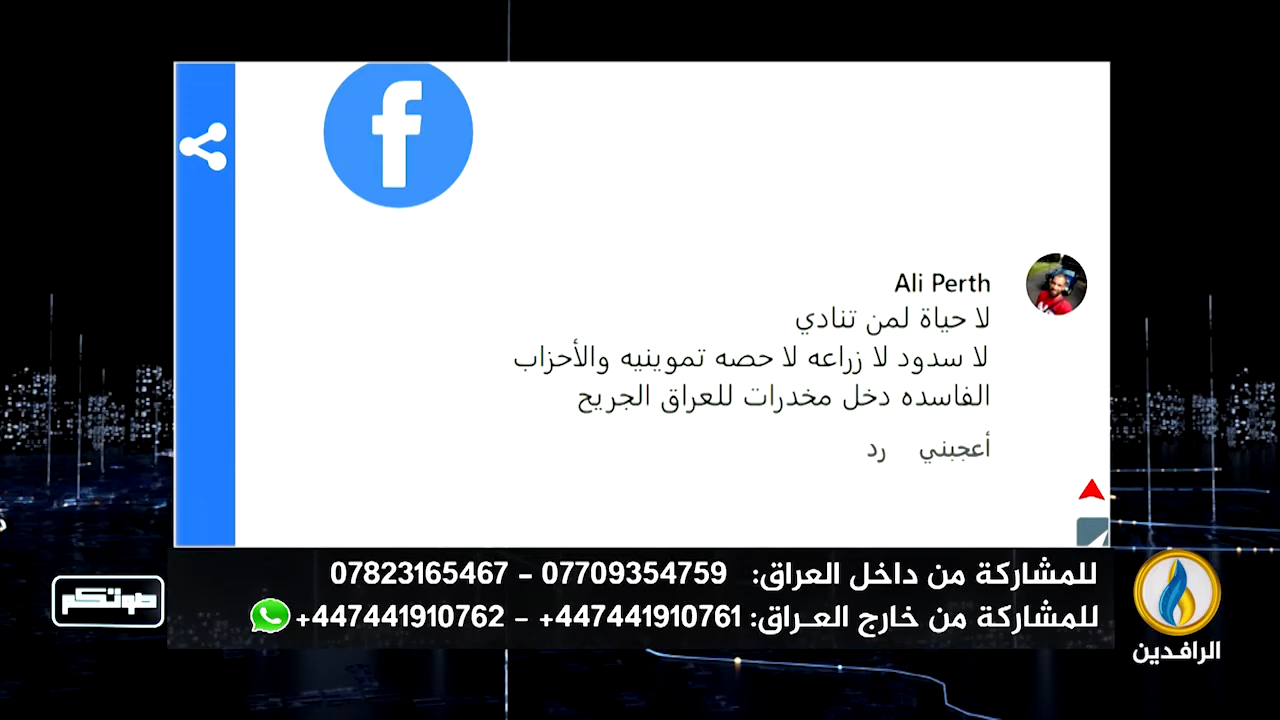 Ali Perth
لا حياة لمن تنادي
لا سدود لا زراعه لا حصه تموينيه والأحزاب
الفاسده دخل مخدرات للعراق الجريح
أعجبني رد
للمشاركة من داخل العراق: 07709354759 - 07823165467
للمشاركة من خارج العـراق: 447441910761+ - 447441910762+
صوتكم
الرافدين